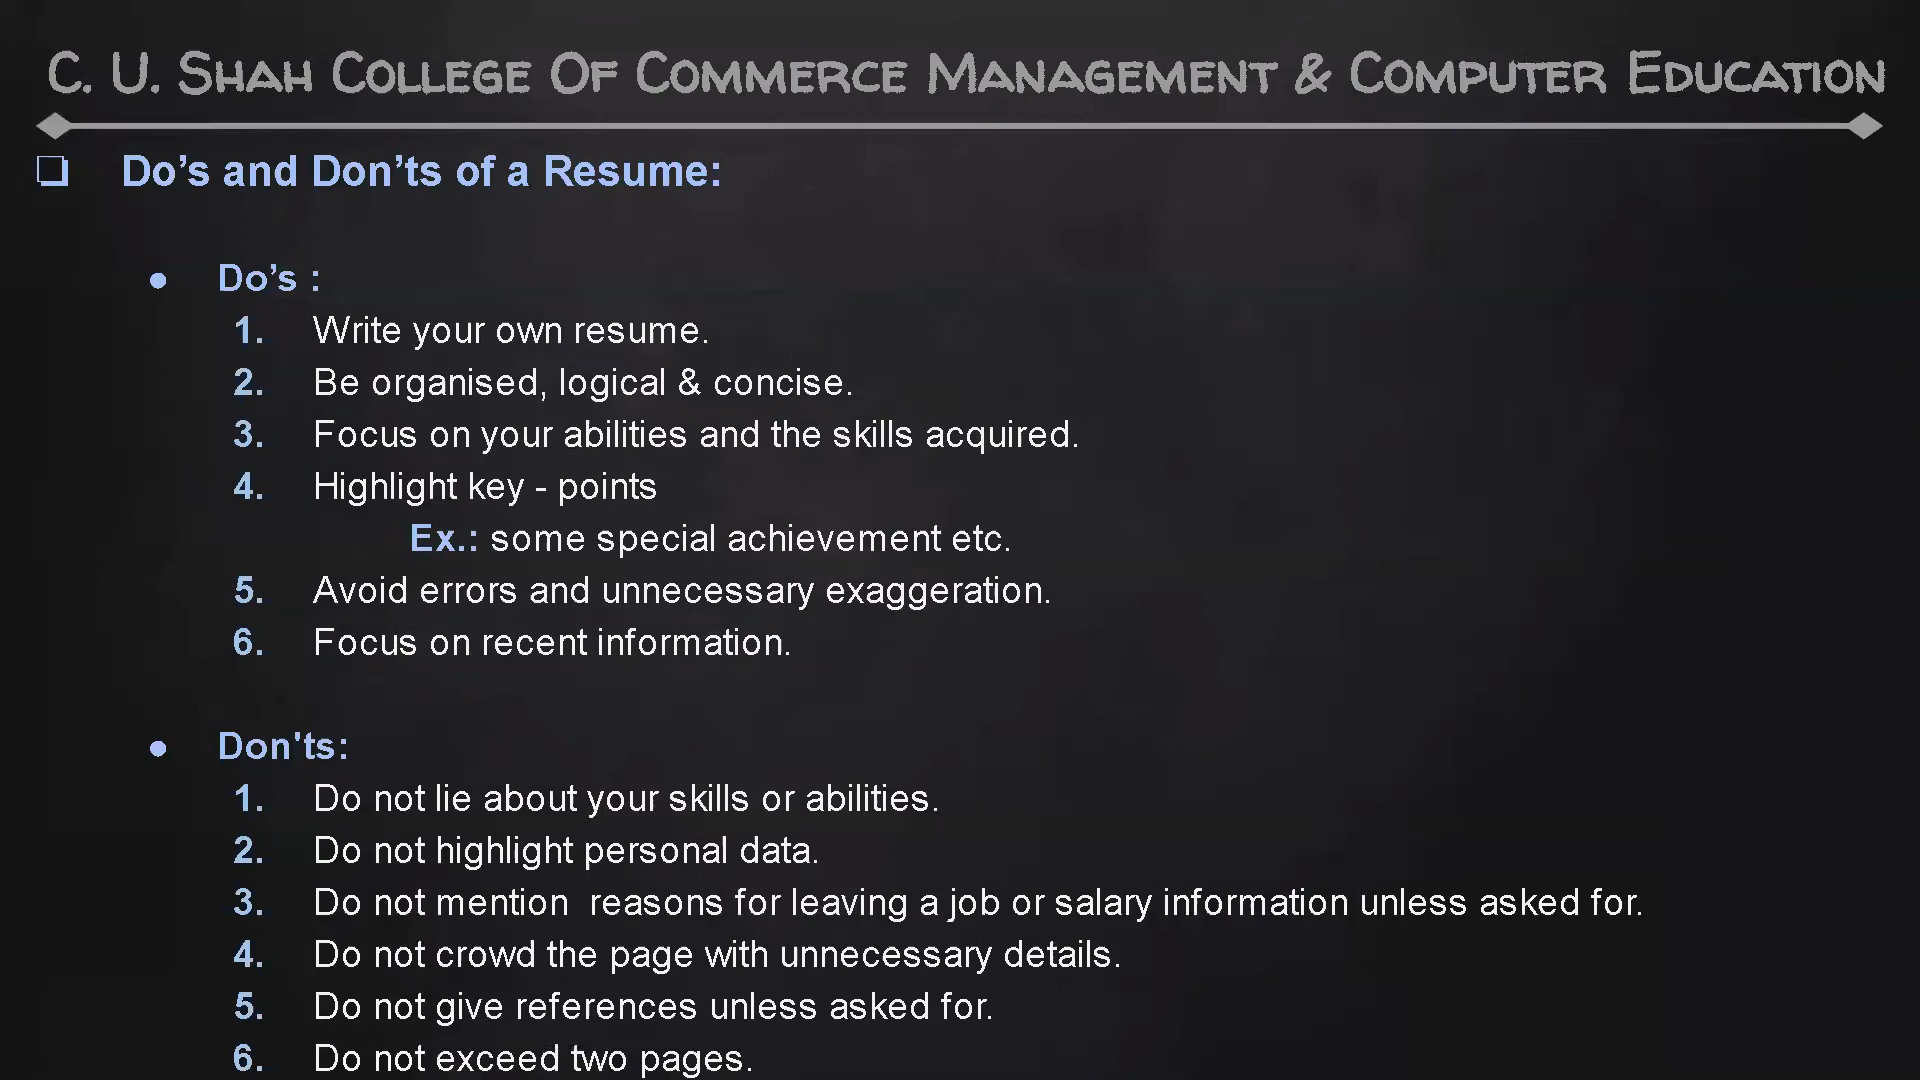 C. U. Shah College Of Commerce Management & Computer Education
❏ Do’s and Don’ts of a Resume:
● Do’s :
1. Write your own resume.
2. Be organised, logical & concise.
3. Focus on your abilities and the skills acquired.
4. Highlight key - points
Ex.: some special achievement etc.
5. Avoid errors and unnecessary exaggeration.
6. Focus on recent information.
● Don'ts:
1. Do not lie about your skills or abilities.
2. Do not highlight personal data.
3. Do not mention  reasons for leaving a job or salary information unless asked for.
4. Do not crowd the page with unnecessary details.
5. Do not give references unless asked for.
6. Do not exceed two pages.